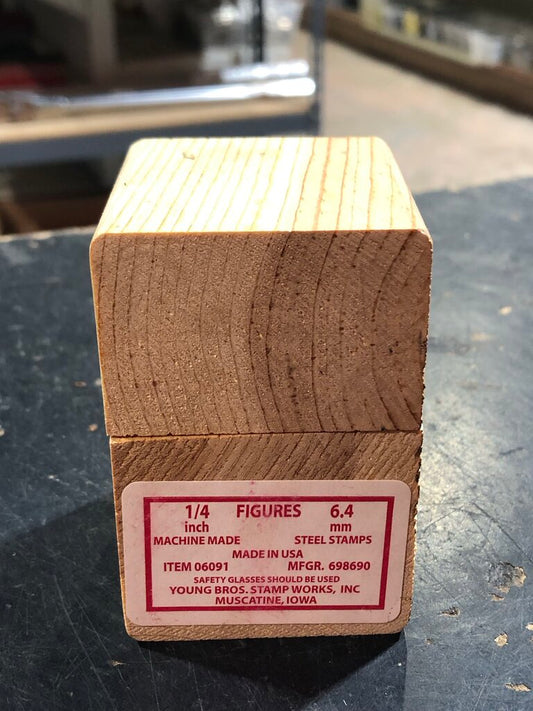 1/4 FIGURES 6.4
inch mm
MACHINE MADE STEEL STAMPS
MADE IN USA
ITEM 06091 MFGR. 698690
SAFETY GLASSES SHOULD BE USED
YOUNG BROS. STAMP WORKS, INC
MUSCATINE, IOWA